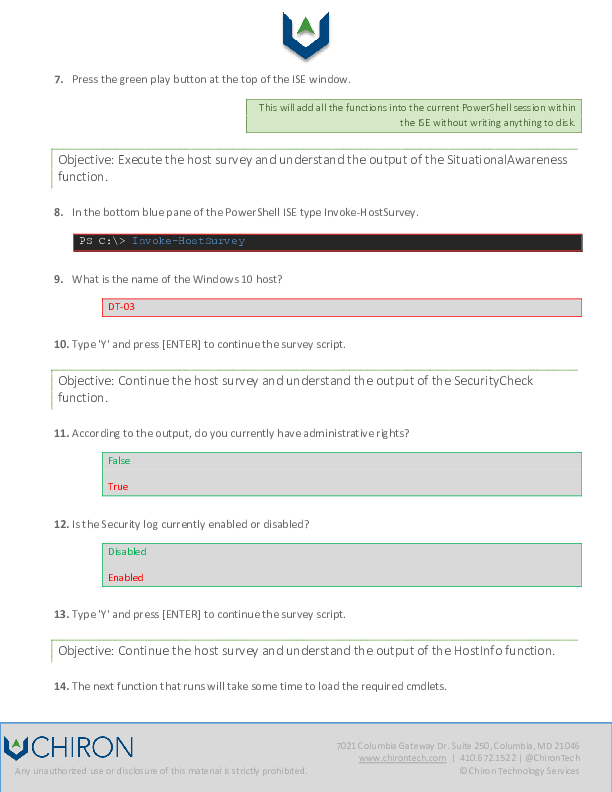 7. Press the green play button at the top of the ISE window.
This will add all the functions into the current PowerShell session within
the ISE without writing anything to disk.
Objective: Execute the host survey and understand the output of the SituationalAwareness
function.
8. In the bottom blue pane of the PowerShell ISE type Invoke-HostSurvey.
PS C:\> Invoke-HostSurvey
9. What is the name of the Windows 10 host?
DT-03
10. Type 'Y' and press [ENTER] to continue the survey script.
Objective: Continue the host survey and understand the output of the SecurityCheck
function.
11. According to the output, do you currently have administrative rights?
False
True
12. Is the Security log currently enabled or disabled?
Disabled
Enabled
13. Type 'Y' and press [ENTER] to continue the survey script.
Objective: Continue the host survey and understand the output of the HostInfo function.
14. The next function that runs will take some time to load the required cmdlets.
CHIRON
7021 Columbia Gateway Dr. Suite 250, Columbia, MD 21046
www.chirontech.com | 410.672.1522 | @ChironTech
Any unauthorized use or disclosure of this material is strictly prohibited.
© Chiron Technology Services